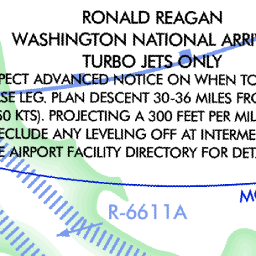 RONALD REAGAN
WASHINGTON NATIONAL ARRI
TURBO JETS ONLY
PECT ADVANCED NOTICE ON WHEN TO
SE LEG. PLAN DESCENT 30-36 MILES FRO
50 KTS). PROJECTING A 300 FEET PER MIL
ECLUDE ANY LEVELING OFF AT INTERME
E AIRPORT FACILITY DIRECTORY FOR DET
R-6611A